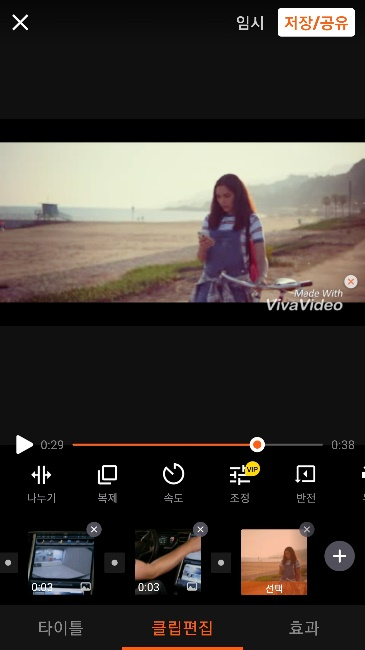 임시
저장/공유
Made With
VivaVideo
0:29
0:38
VIP
나누기
복제
속도
조정
반전
0:03
0:03
선택
타이틀
클립편집
효과